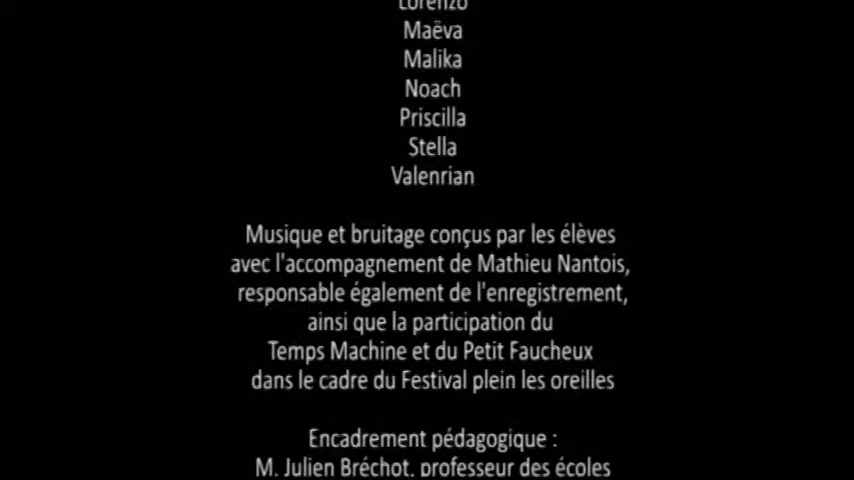 Lorenzo
Maëva
Malika
Noach
Priscilla
Stella
Valenrian
Musique et bruitage conçus par les élèves
avec l'accompagnement de Mathieu Nantois,
responsable également de l'enregistrement,
ainsi que la participation du
Temps Machine et du Petit Faucheux
dans le cadre du Festival plein les oreilles
Encadrement pédagogique :
M. Julien Bréchot, professeur des écoles